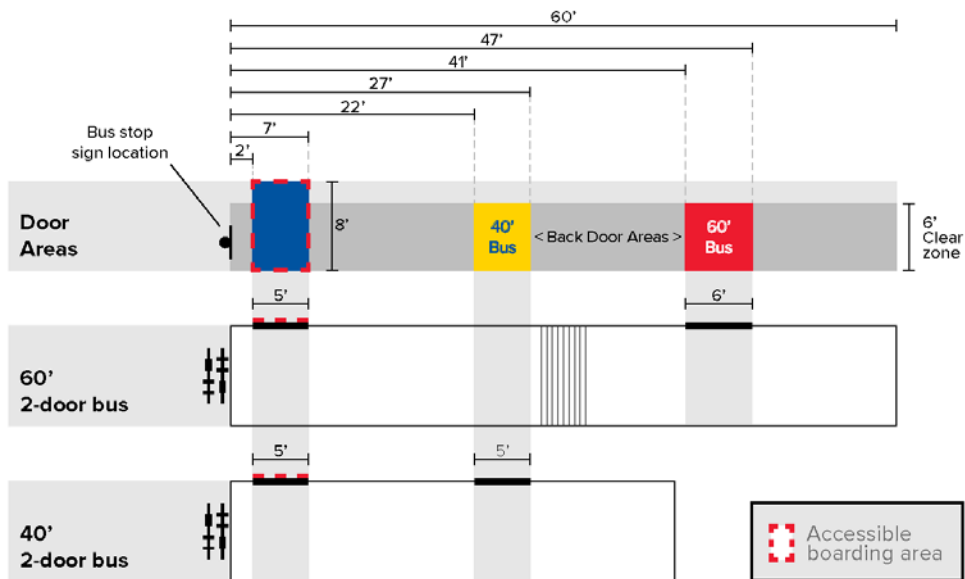 60’
47’
41’
27’
22’
7’
2’
Bus stop
sign location
Door
Areas
8’
40’
Bus
< Back Door Areas >
60’
Bus
6’
Clear
zone
5’
6’
60’
2-door bus
5’
5’
40’
2-door bus
Accessible
boarding area